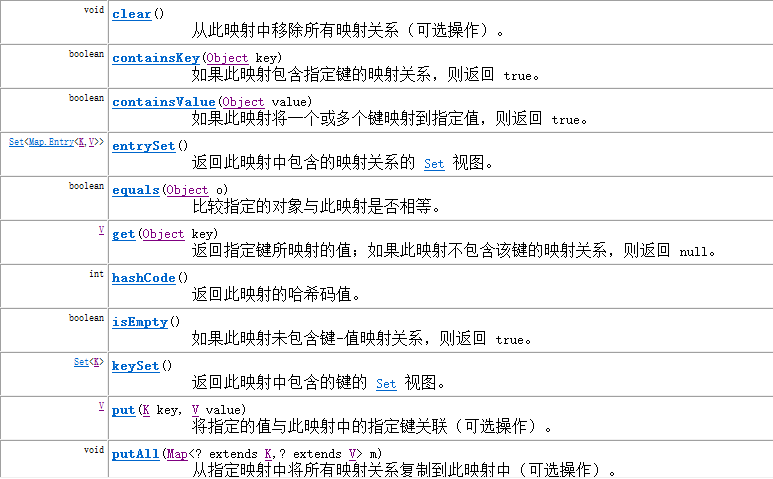 void clear()
从此映射中移除所有映射关系（可选操作）。
boolean containsKey(Object key)
如果此映射包含指定键的映射关系，则返回 true。
boolean containsValue(Object value)
如果此映射将一个或多个键映射到指定值，则返回 true。
Set<Map.Entry<K,V>> entrySet()
返回此映射中包含的映射关系的 Set 视图。
boolean equals(Object o)
比较指定的对象与此映射是否相等。
V get(Object key)
返回指定键所映射的值；如果此映射不包含该键的映射关系，则返回 null。
int hashCode()
返回此映射的哈希码值。
boolean isEmpty()
如果此映射未包含键-值映射关系，则返回 true。
Set<K> keySet()
返回此映射中包含的键的 Set 视图。
V put(K key, V value)
将指定的值与此映射中的指定键关联（可选操作）。
void putAll(Map<? extends K,? extends V> m)
从指定映射中将所有映射关系复制到此映射中（可选操作）。